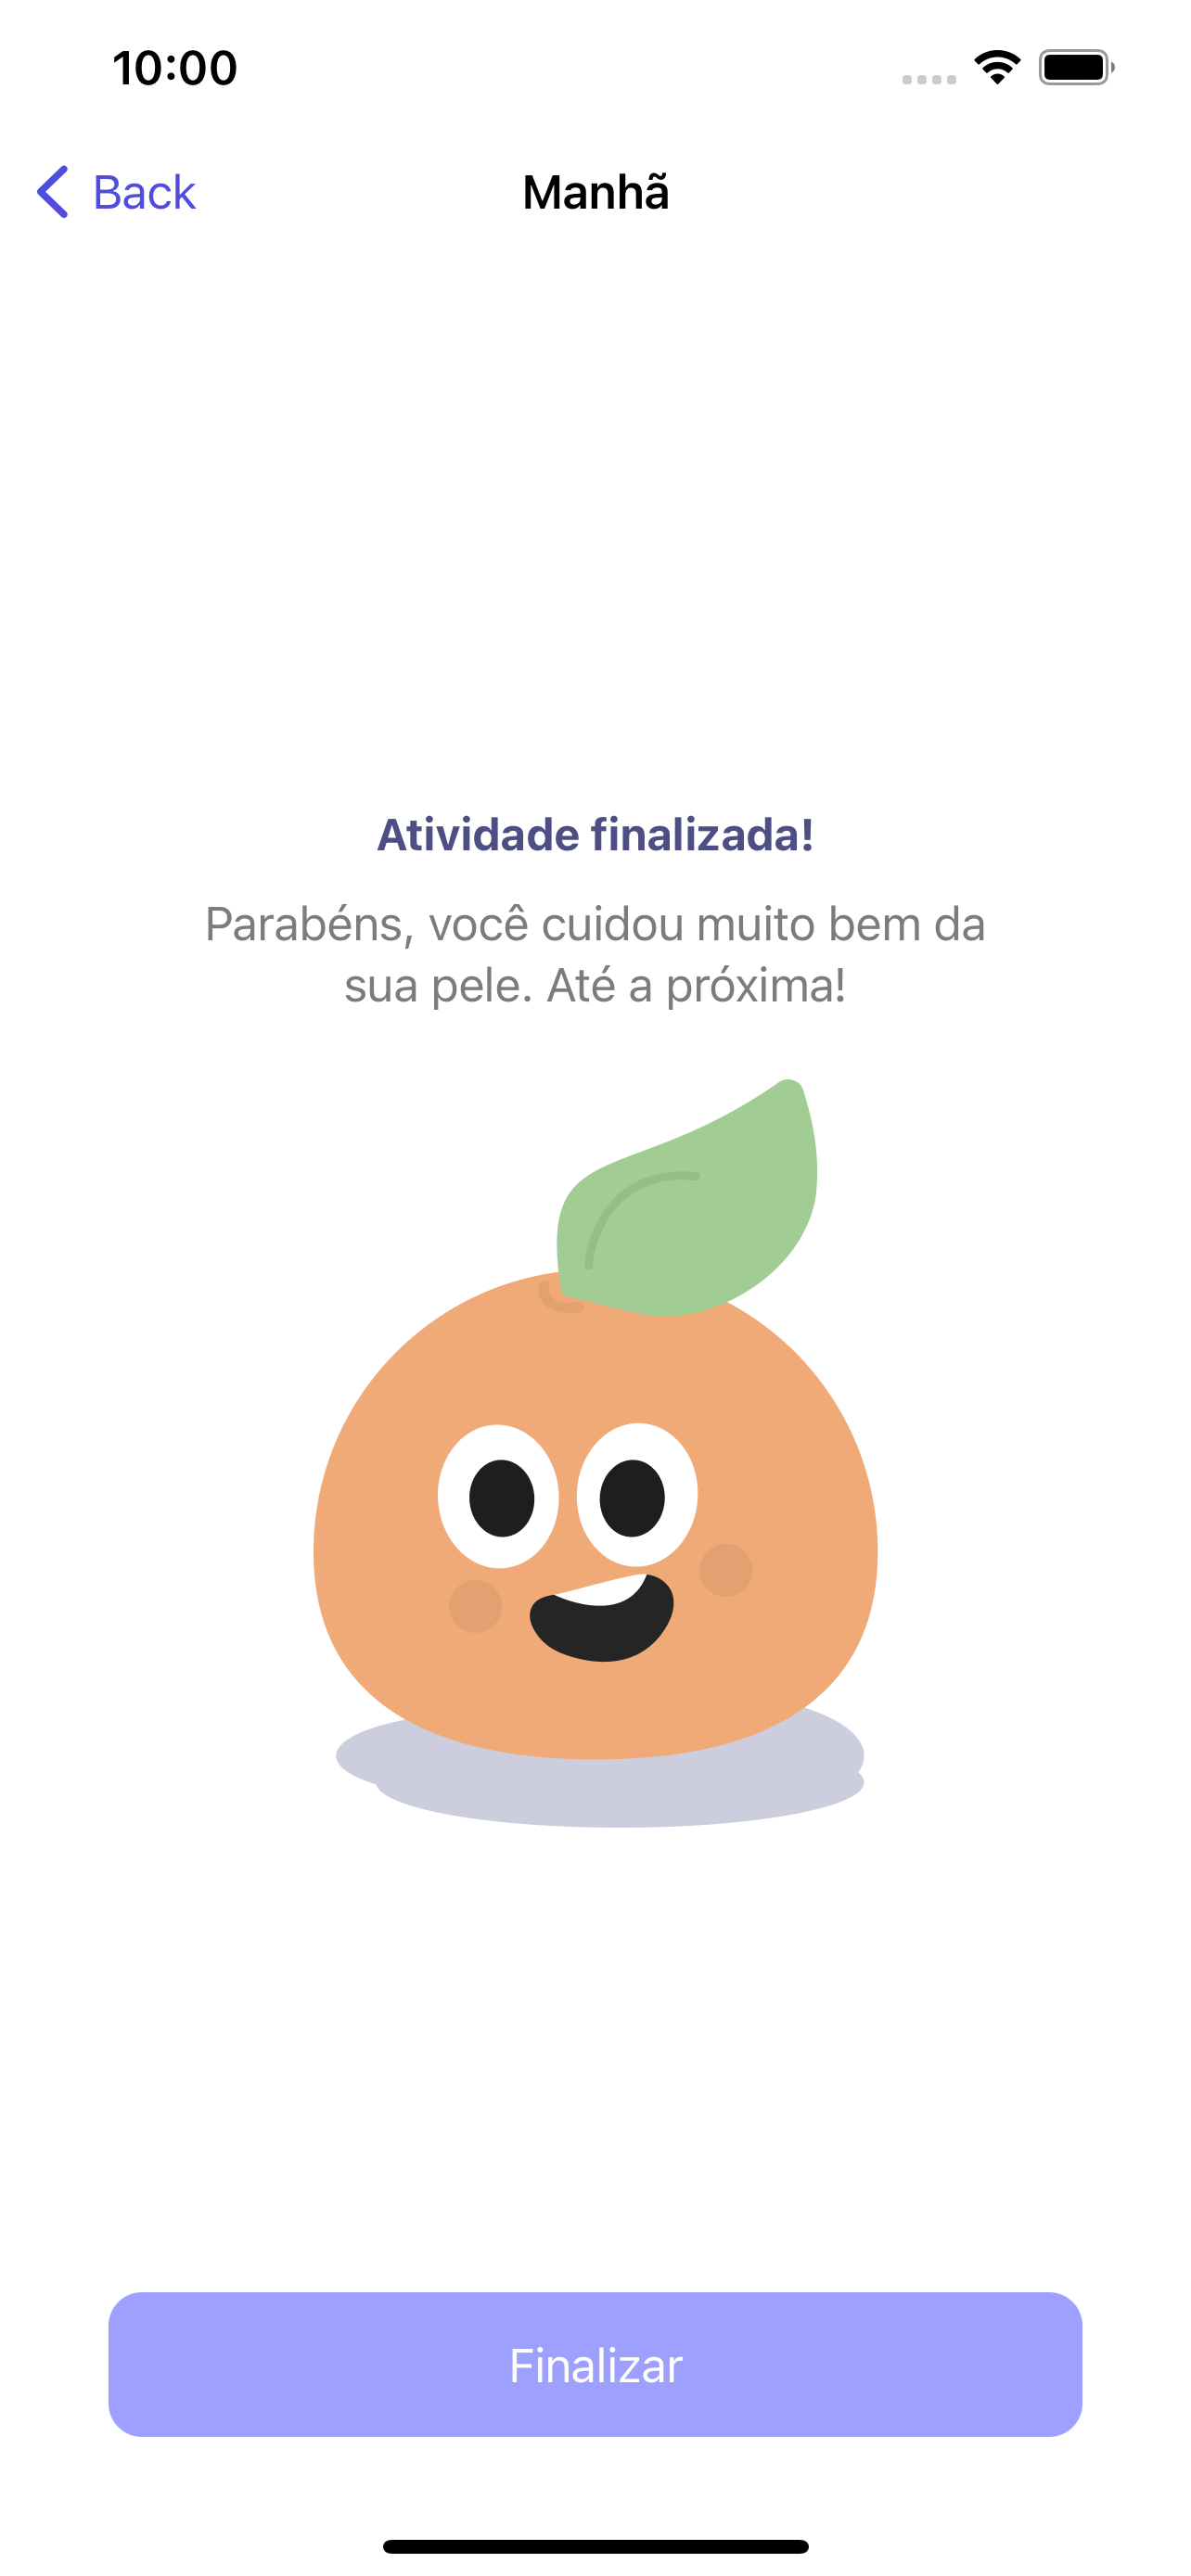 10:00
Back
Manhã
Atividade finalizada!
Parabéns, você cuidou muito bem da
sua pele. Até a próxima!
Finalizar